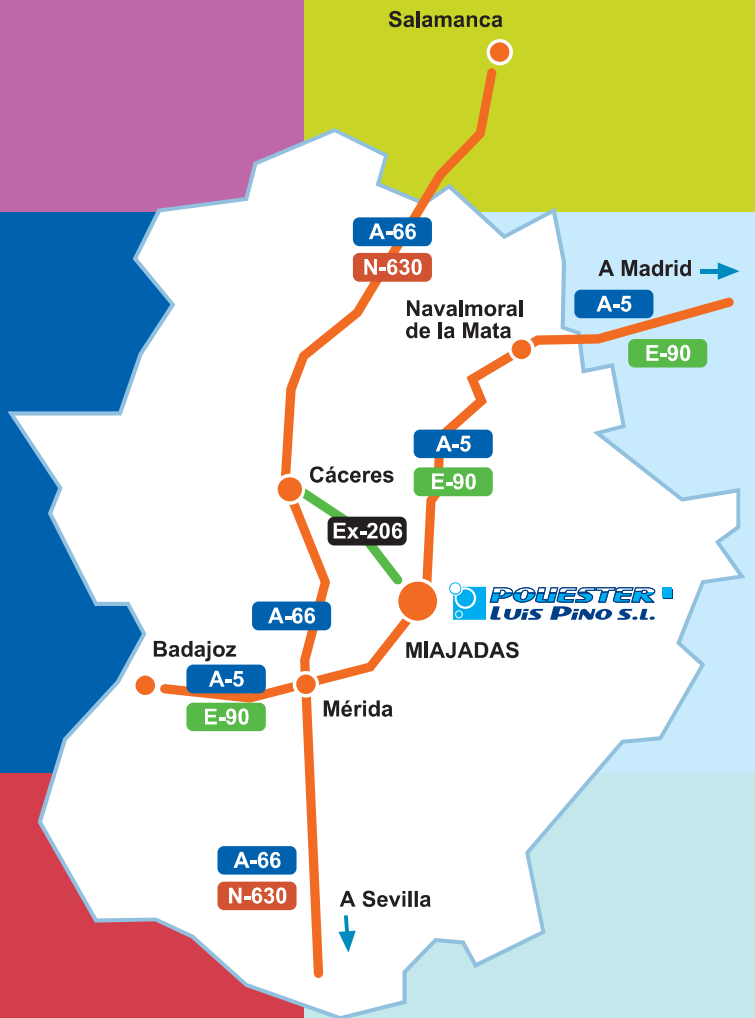 Salamanca
A-66
N-630
A Madrid
A-5
Navalmoral
de la Mata
E-90
A-5
E-90
Cáceres
Ex-206
POLIESTER
LUiS PiNO S.L.
A-66
MIAJADAS
Badajoz
A-5
E-90
Mérida
A-66
N-630
A Sevilla